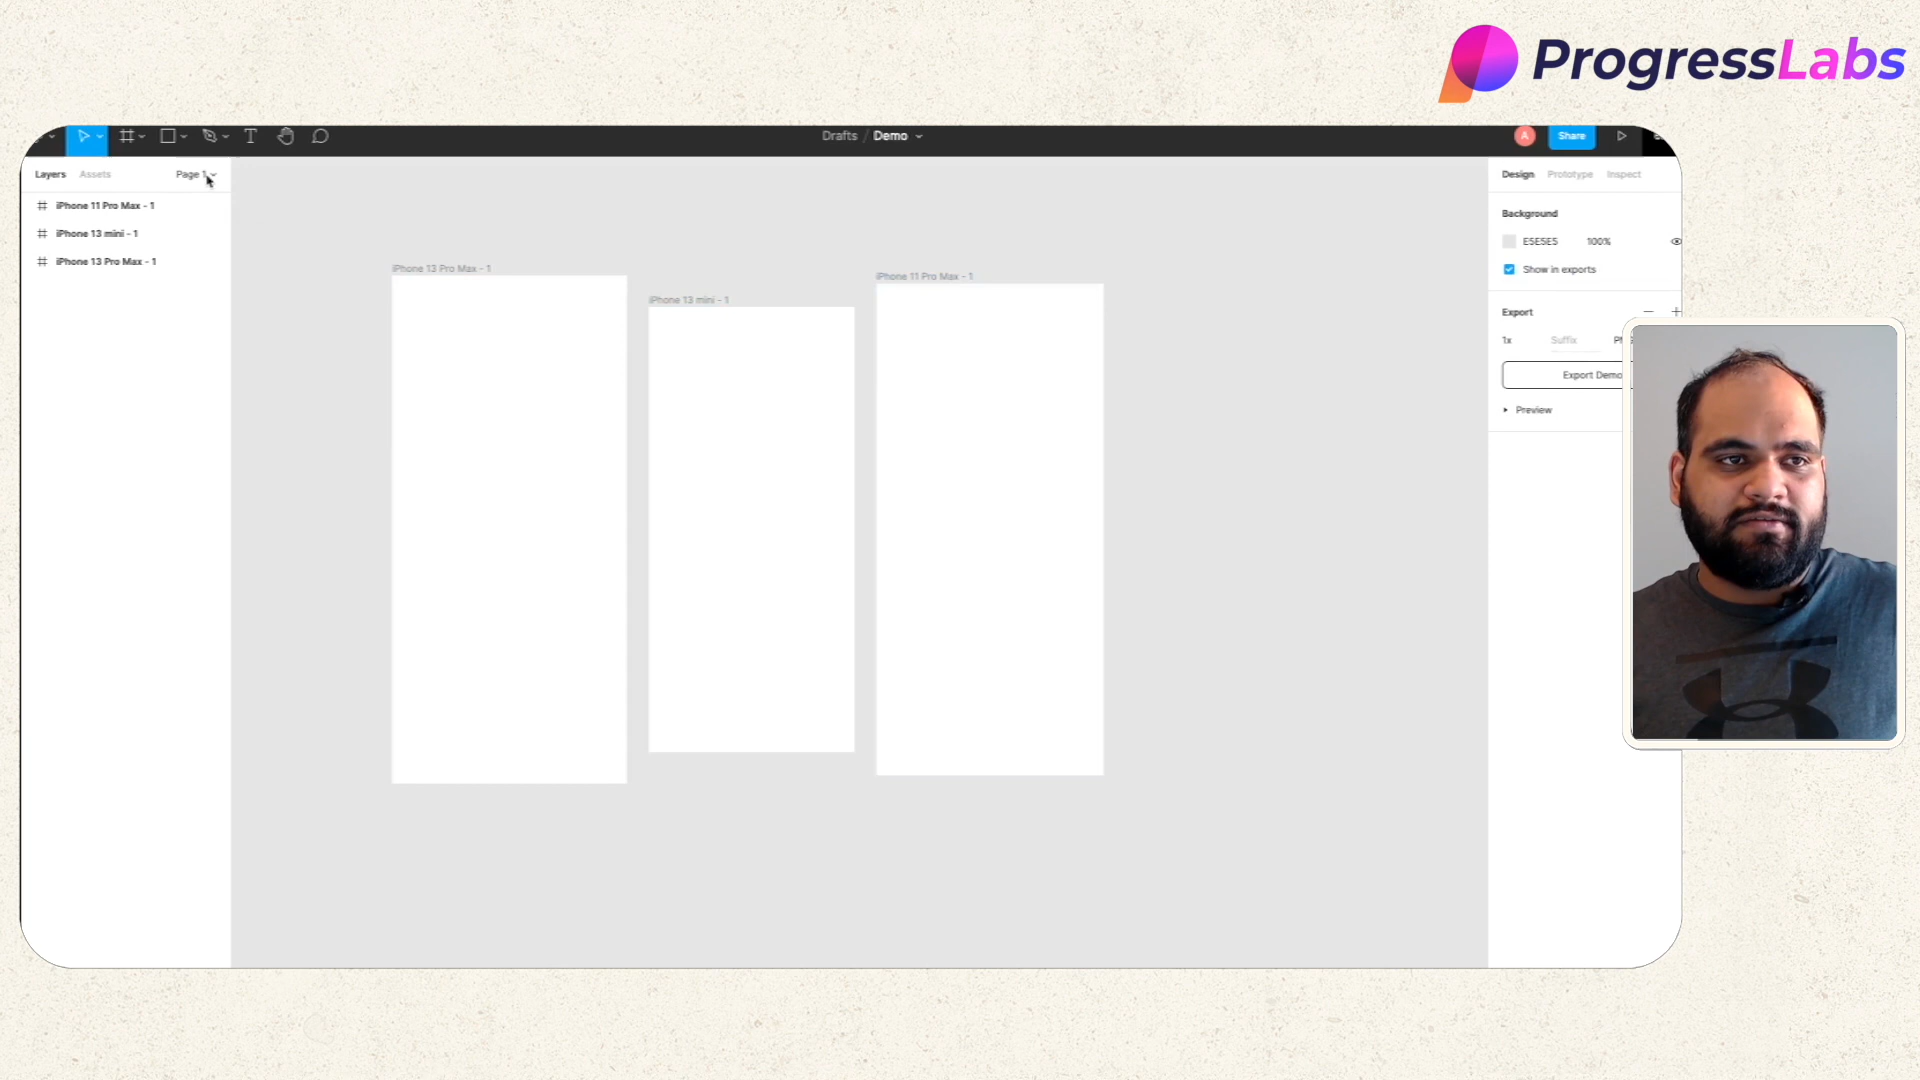 ProgressLabs
Drafts / Demo
A
Share
Layers
Assets
Page 1
iPhone 11 Pro Max - 1
iPhone 13 mini - 1
iPhone 13 Pro Max - 1
iPhone 13 Pro Max - 1
iPhone 13 mini - 1
iPhone 11 Pro Max - 1
Design
Prototype
Inspect
Background
E5E5E5
100%
Show in exports
Export
1x
Suffix
Export Demo
Preview